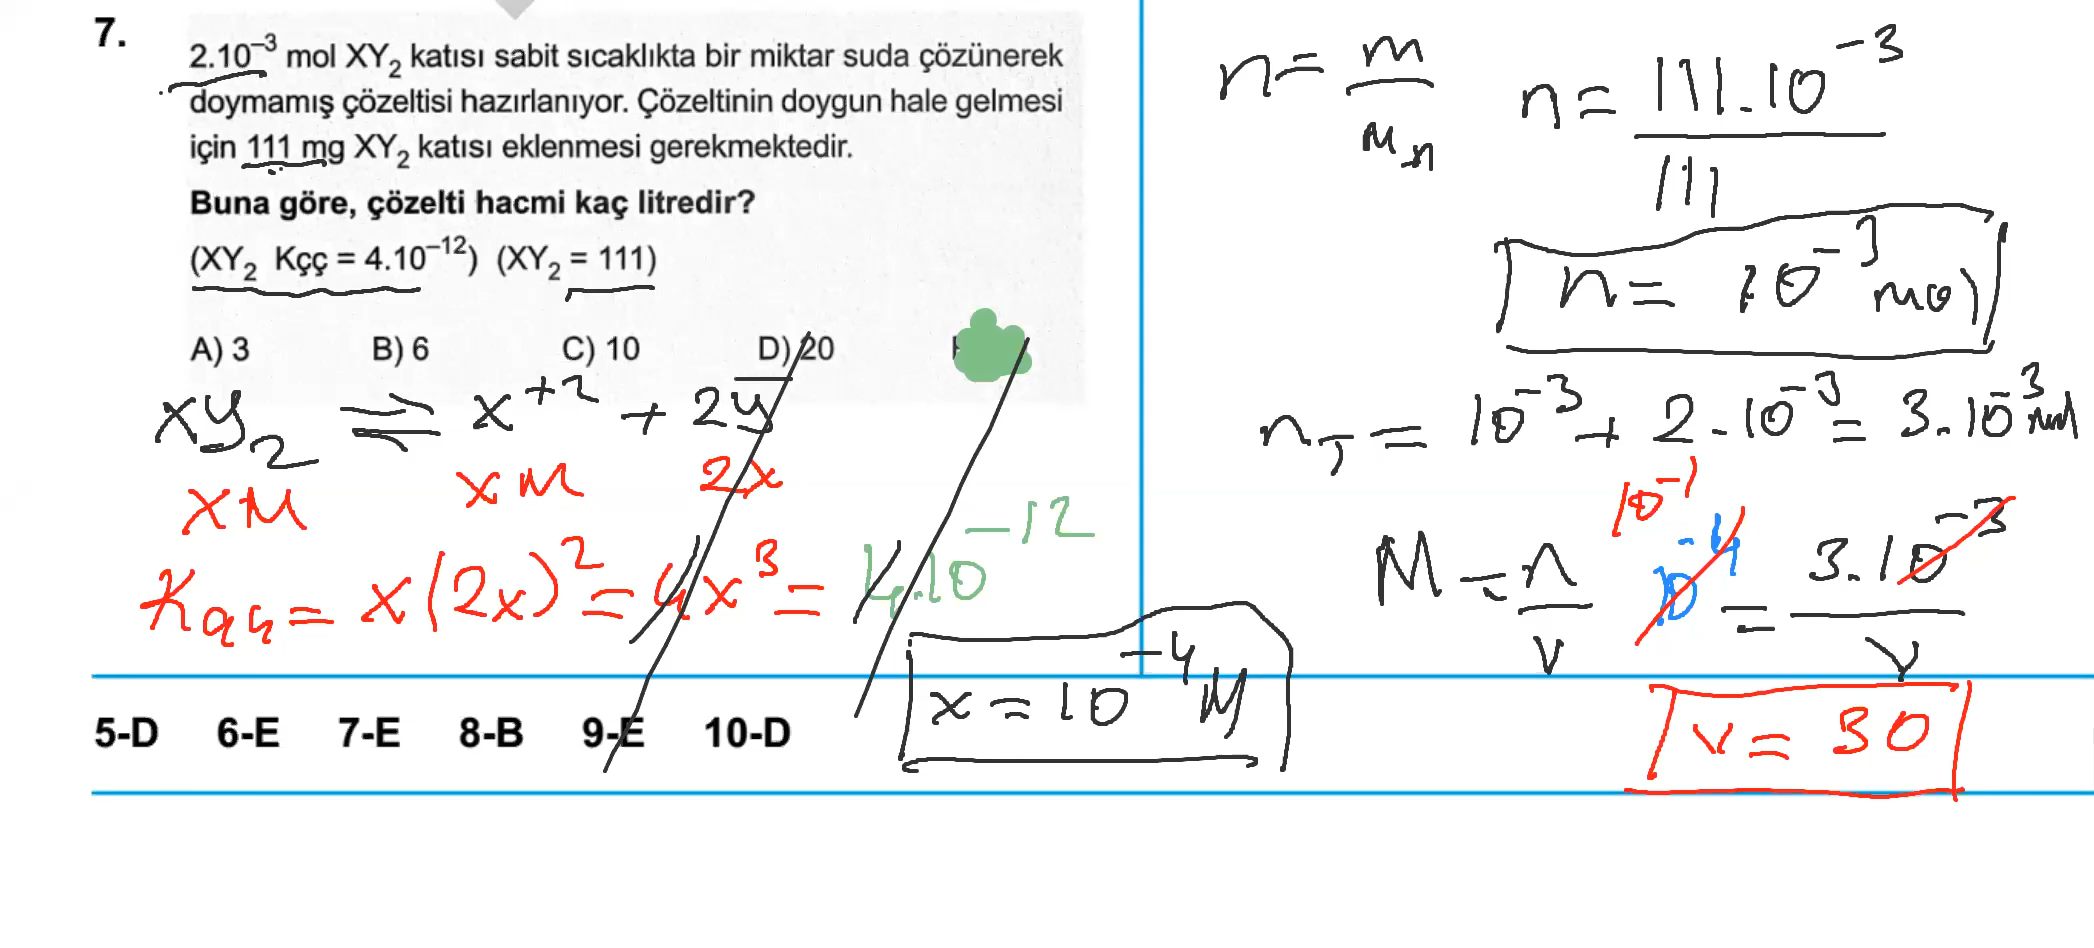 7.
2.10⁻³ mol XY₂ katısı sabit sıcaklıkta bir miktar suda çözünerek
doymamış çözeltisi hazırlanıyor. Çözeltinin doygun hale gelmesi
için 111 mg XY₂ katısı eklenmesi gerekmektedir.
Buna göre, çözelti hacmi kaç litredir?
(XY₂ Kçç = 4.10⁻¹²) (XY₂ = 111)
A) 3 B) 6 C) 10 D) 20
XY₂ ⇌ X⁺² + 2Y⁻
XM XM 2X
Kçç = X(2x)² = 4x³ = 4.10⁻¹²
x = 10⁻⁴ M
n = m / Mₙ n = 111.10⁻³ / 111
n = 10⁻³ mol
n_T = 10⁻³ + 2.10⁻³ = 3.10⁻³ mol
10⁻¹
M = n / V 10⁻⁴ = 3.10⁻³ / V
V = 30
5-D 6-E 7-E 8-B 9-E 10-D